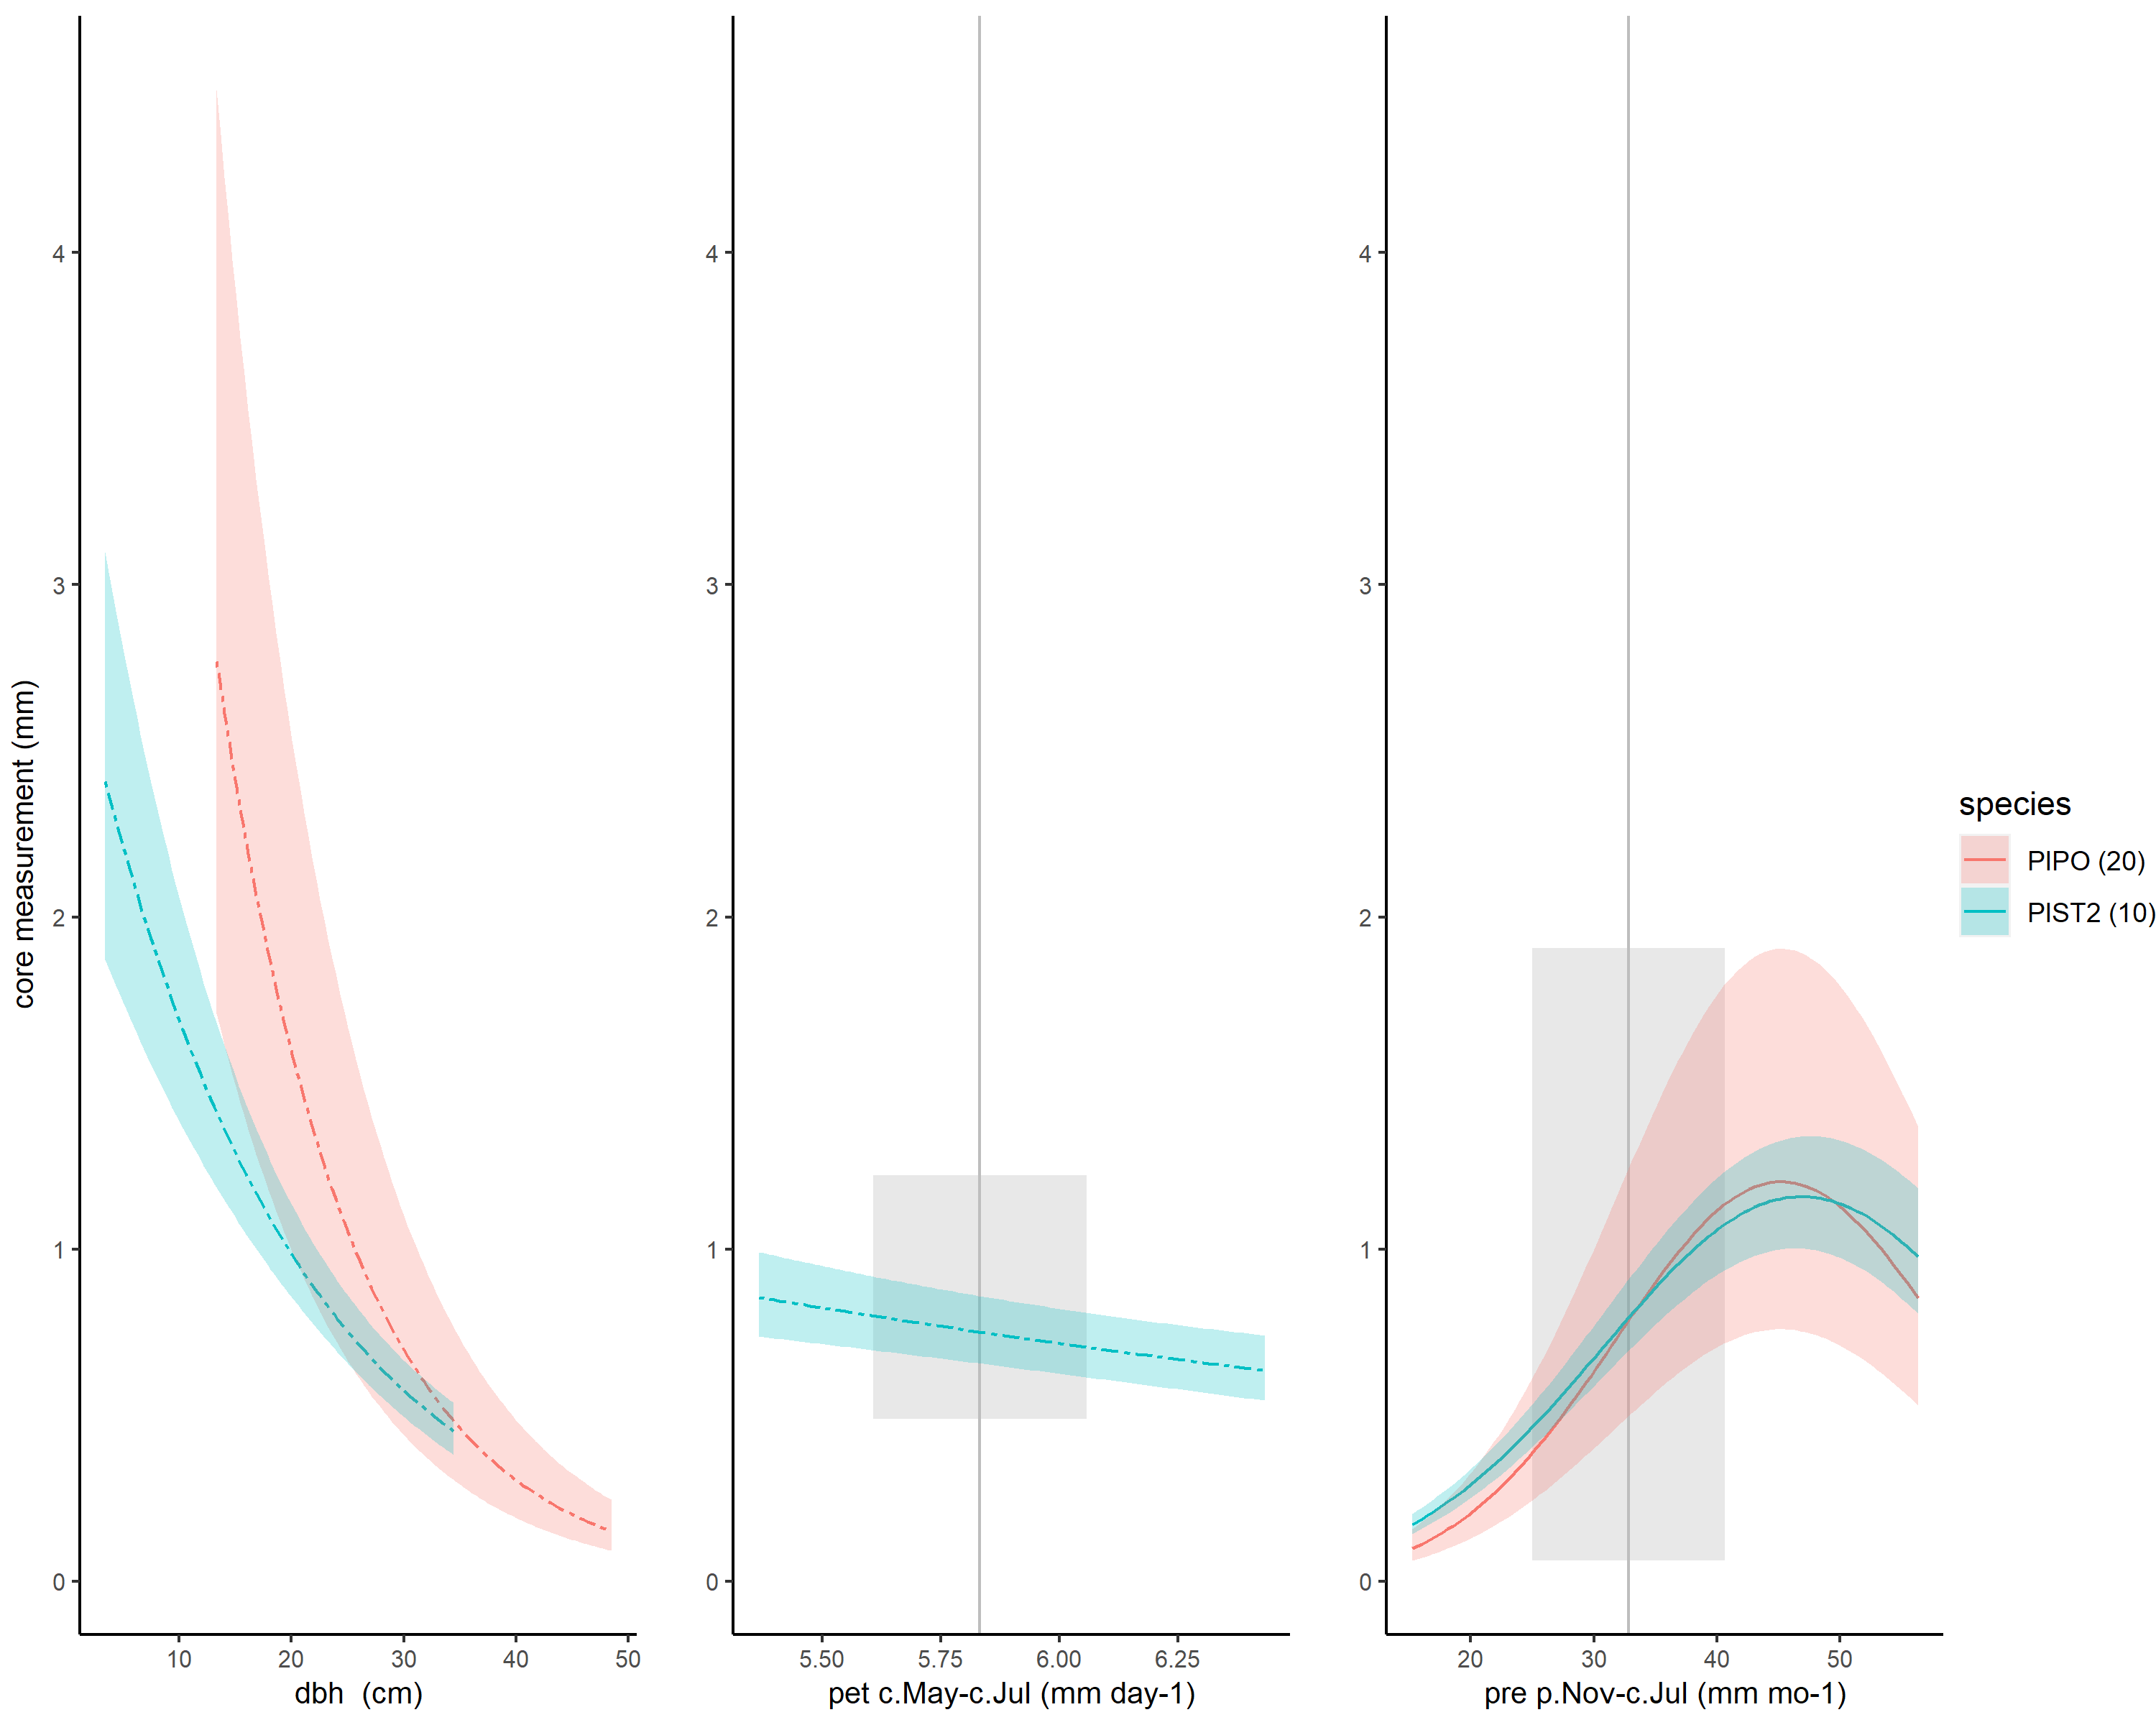 core measurement (mm)
4
3
2
1
0
10 20 30 40 50
dbh  (cm)
4
3
2
1
0
5.50 5.75 6.00 6.25
pet c.May-c.Jul (mm day-1)
4
3
2
1
0
20 30 40 50
pre p.Nov-c.Jul (mm mo-1)
species
PIPO (20)
PIST2 (10)